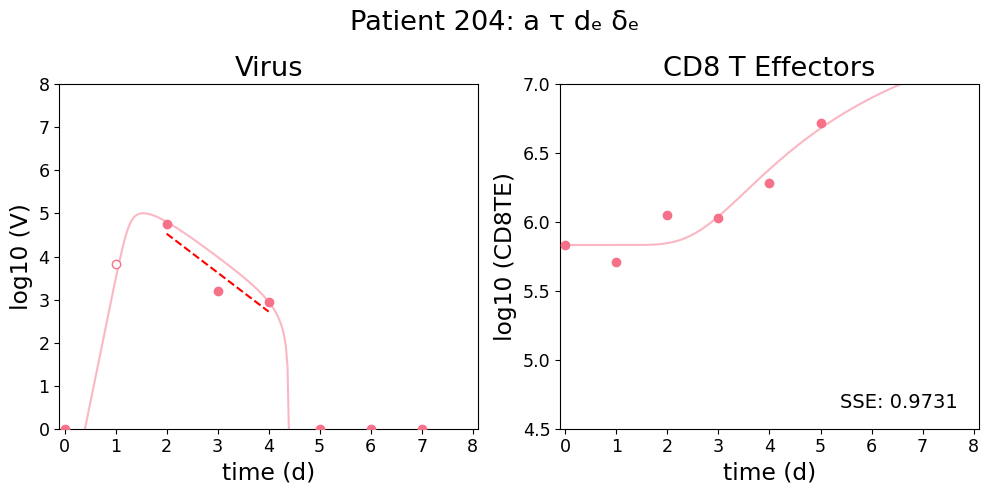 Patient 204: a τ dₑ δₑ
Virus
CD8 T Effectors
log10 (V)
8
7
6
5
4
3
2
1
0
0 1 2 3 4 5 6 7 8
time (d)
log10 (CD8TE)
7.0
6.5
6.0
5.5
5.0
4.5
SSE: 0.9731
0 1 2 3 4 5 6 7 8
time (d)